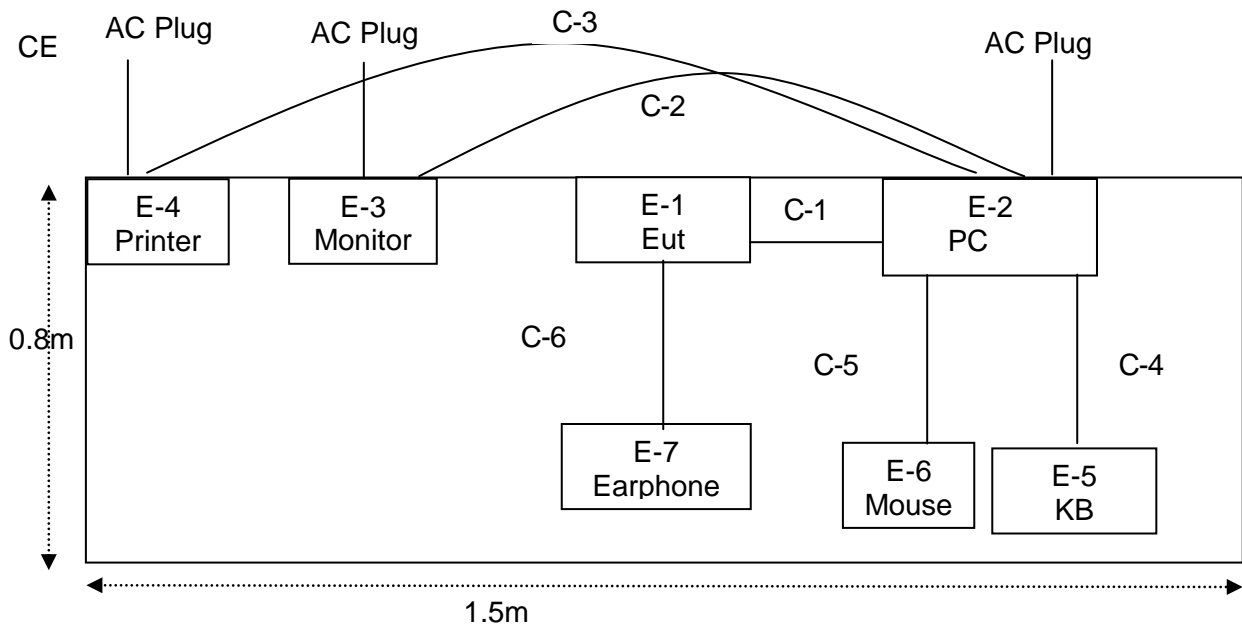 CE
AC Plug
AC Plug
C-3
AC Plug
C-2
E-4
Printer
E-3
Monitor
E-1
Eut
C-1
E-2
PC
0.8m
C-6
C-5
C-4
E-7
Earphone
E-6
Mouse
E-5
KB
1.5m